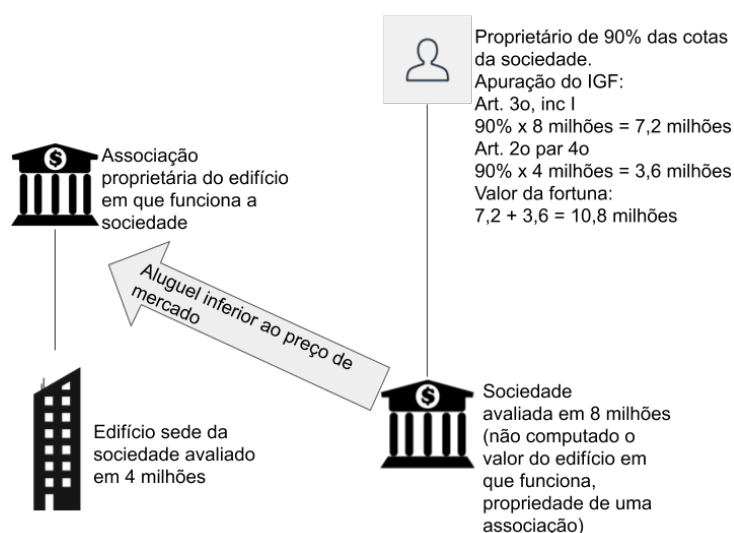 Proprietário de 90% das cotas
da sociedade.
Apuração do IGF:
Art. 3o, inc I
90% x 8 milhões = 7,2 milhões
Art. 2o par 4o
90% x 4 milhões = 3,6 milhões
Valor da fortuna:
7,2 + 3,6 = 10,8 milhões
Associação
proprietária do edifício
em que funciona a
sociedade
Aluguel inferior ao preço de
mercado
Edifício sede da
sociedade avaliado
em 4 milhões
Sociedade
avaliada em 8 milhões
(não computado o
valor do edifício em
que funciona,
propriedade de uma
associação)